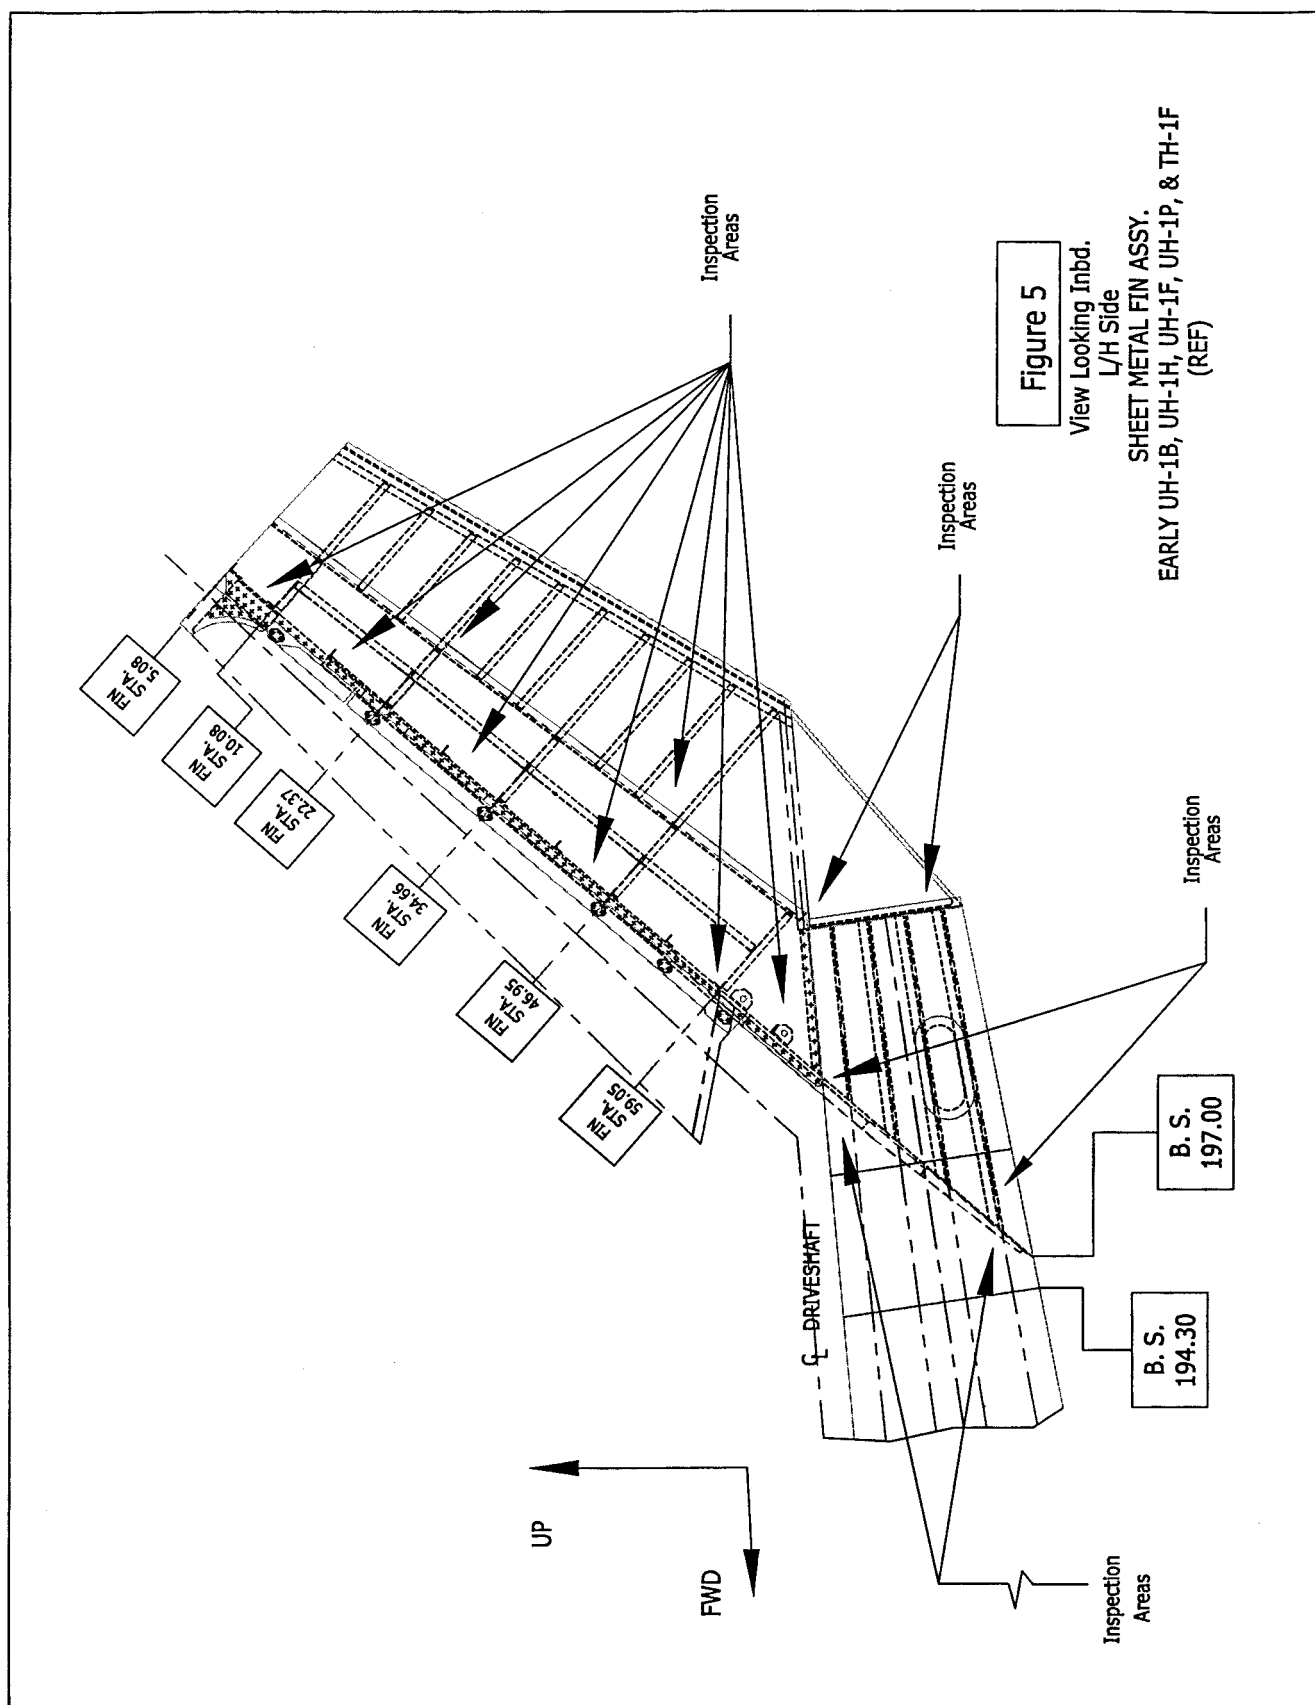 FIN
STA.
5.08
FIN
STA.
10.08
FIN
STA.
22.37
FIN
STA.
34.66
FIN
STA.
46.95
FIN
STA.
59.05
Inspection
Areas
Inspection
Areas
Inspection
Areas
Inspection
Areas
UP
FWD
CL DRIVESHAFT
B. S.
194.30
B. S.
197.00
Figure 5
View Looking Inbd.
L/H Side
SHEET METAL FIN ASSY.
EARLY UH-1B, UH-1H, UH-1F, UH-1P, & TH-1F
(REF)